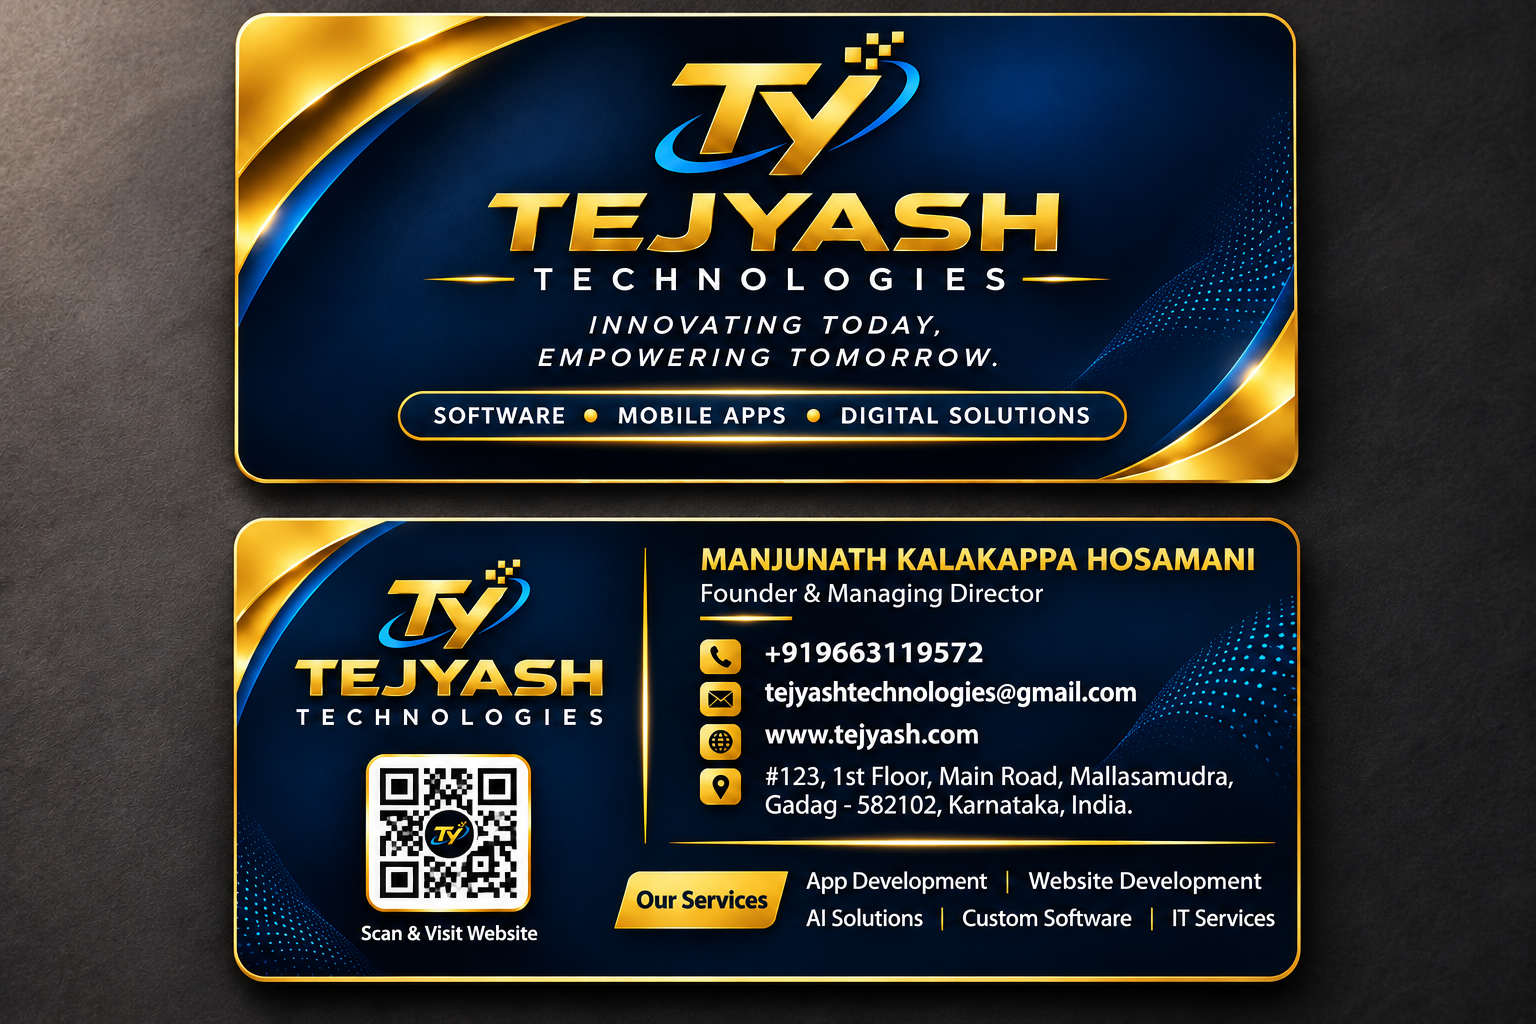 Ty
TEJYASH
TECHNOLOGIES
INNOVATING TODAY,
EMPOWERING TOMORROW.
SOFTWARE ● MOBILE APPS ● DIGITAL SOLUTIONS
Ty
TEJYASH
TECHNOLOGIES
Ty
Scan & Visit Website
MANJUNATH KALAKAPPA HOSAMANI
Founder & Managing Director
+919663119572
tejyashtechnologies@gmail.com
www.tejyash.com
#123, 1st Floor, Main Road, Mallasamudra,
Gadag - 582102, Karnataka, India.
Our Services
App Development | Website Development
AI Solutions | Custom Software | IT Services